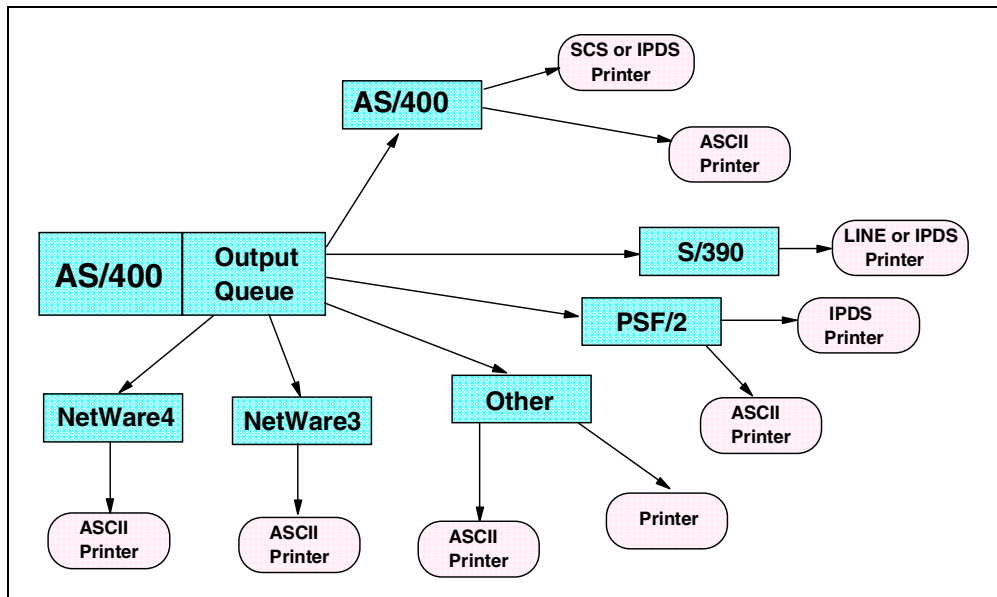 SCS or IPDS
Printer
AS/400
ASCII
Printer
AS/400
Output
Queue
S/390
LINE or IPDS
Printer
PSF/2
IPDS
Printer
NetWare4
NetWare3
Other
ASCII
Printer
ASCII
Printer
ASCII
Printer
ASCII
Printer
Printer